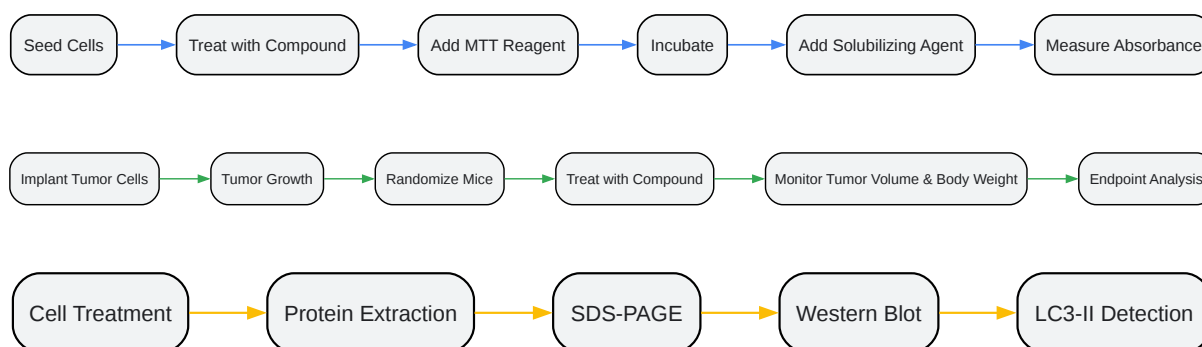 Seed Cells
Treat with Compound
Add MTT Reagent
Incubate
Add Solubilizing Agent
Measure Absorbance
Implant Tumor Cells
Tumor Growth
Randomize Mice
Treat with Compound
Monitor Tumor Volume & Body Weight
Endpoint Analysis
Cell Treatment
Protein Extraction
SDS-PAGE
Western Blot
LC3-II Detection